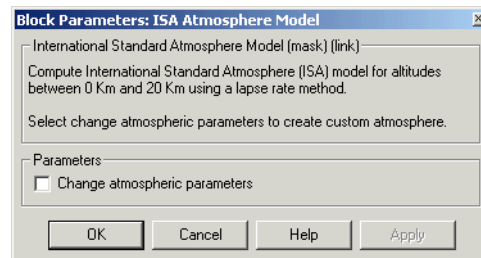 Block Parameters: ISA Atmosphere Model
International Standard Atmosphere Model (mask) (link)
Compute International Standard Atmosphere (ISA) model for altitudes
between 0 Km and 20 Km using a lapse rate method.
Select change atmospheric parameters to create custom atmosphere.
Parameters
Change atmospheric parameters
OK Cancel Help Apply